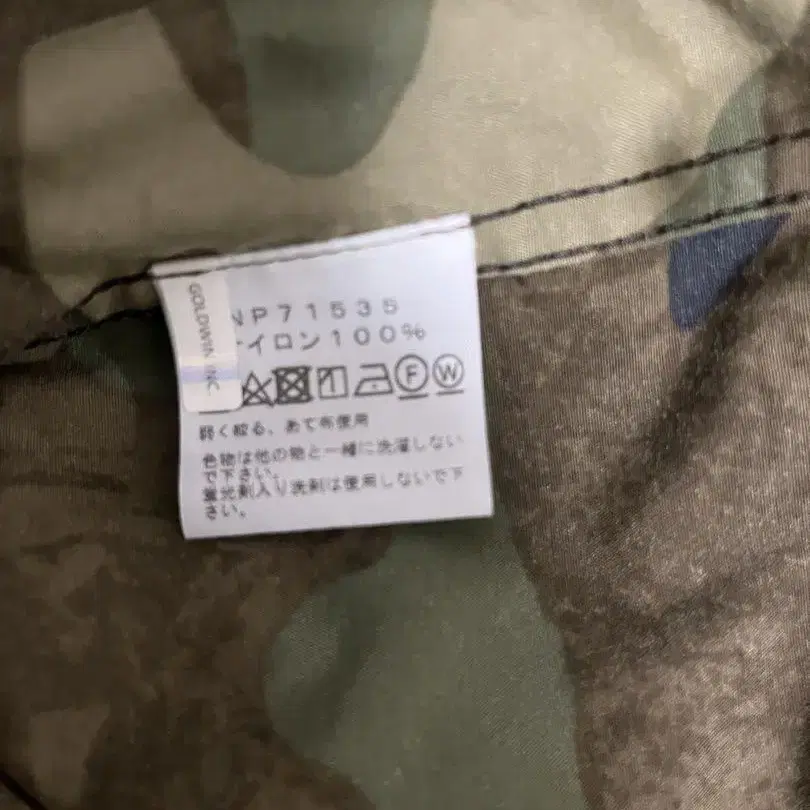 GOLDWIN INC.
NP71535
イロン100%
F W
弱く絞る、あて布使用
色物は他の物と一緒に洗濯しない
で下さい。
蛍光剤入り洗剤は使用しないで下
さい。